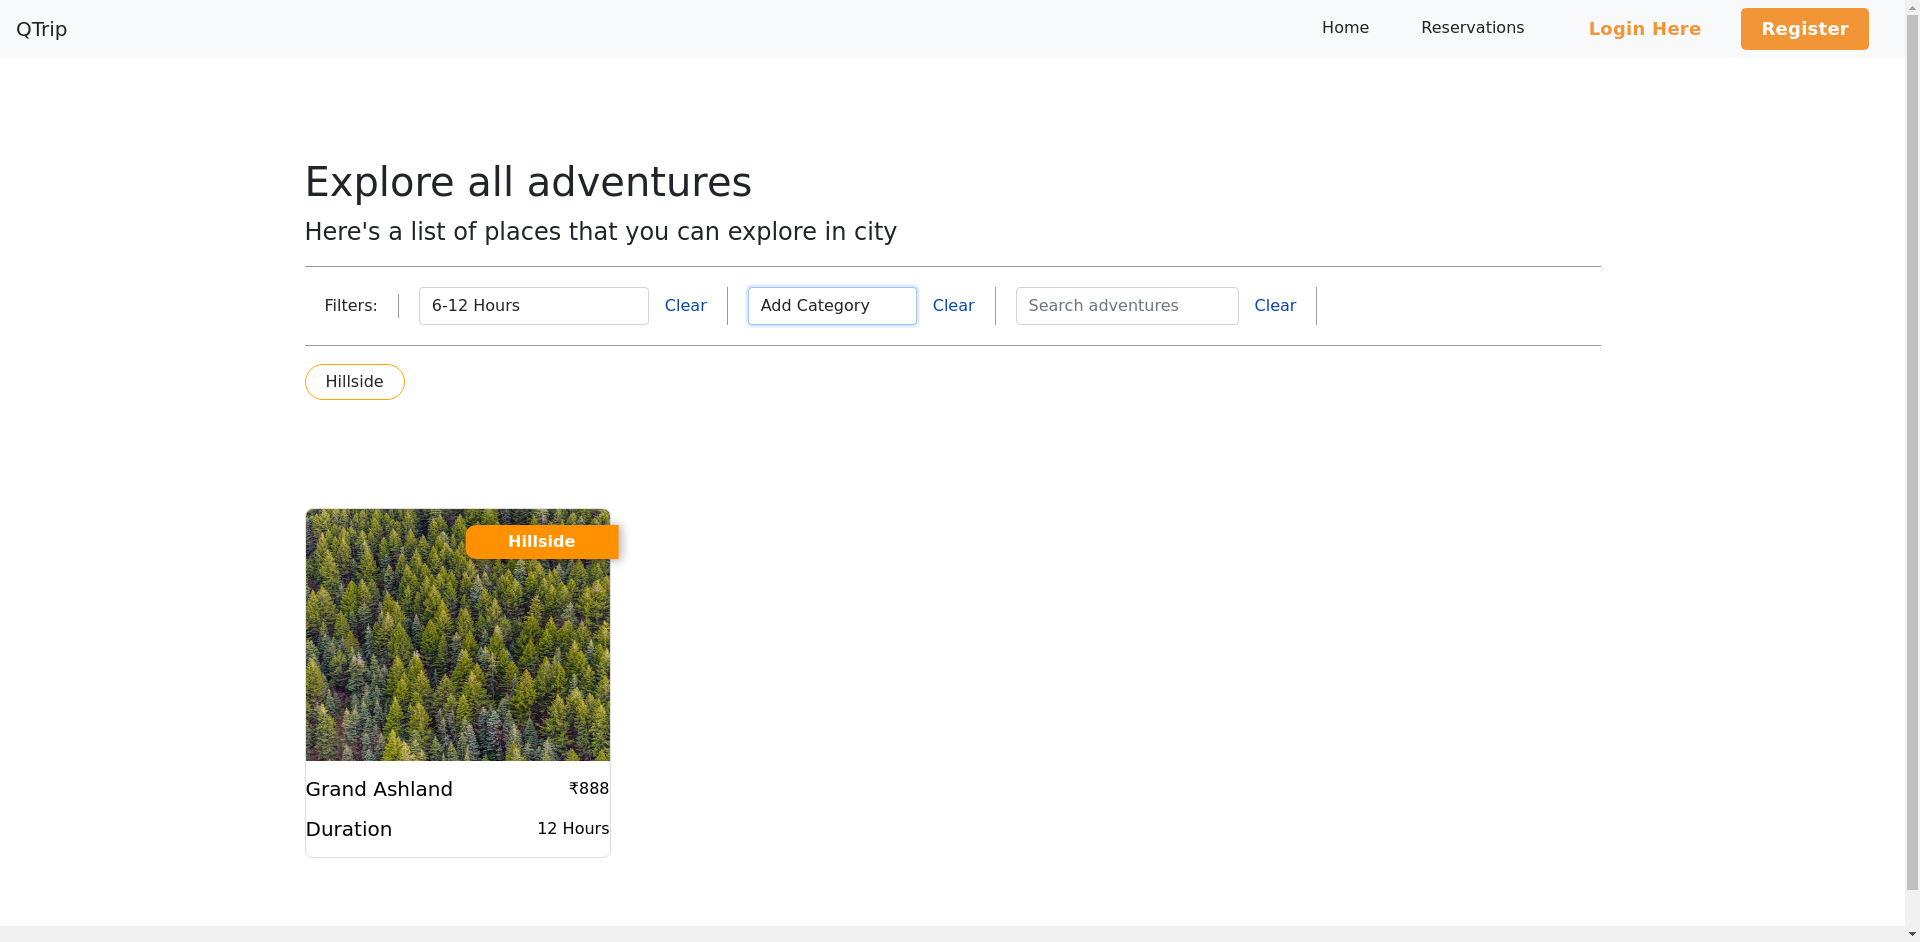 QTrip Home Reservations Login Here Register
Explore all adventures
Here's a list of places that you can explore in city
Filters: 6-12 Hours Clear Add Category Clear Search adventures Clear
Hillside
Hillside
Grand Ashland ₹888
Duration 12 Hours